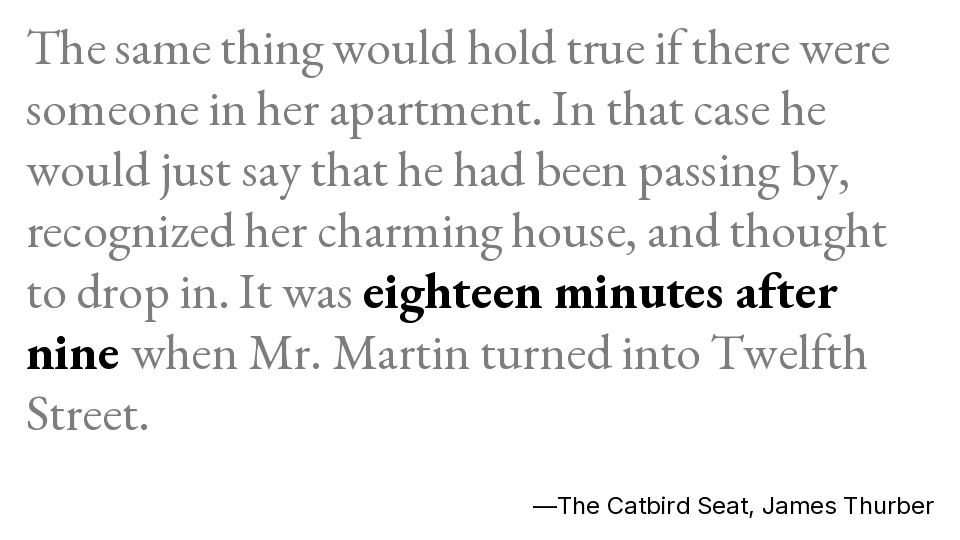 The same thing would hold true if there were
someone in her apartment. In that case he
would just say that he had been passing by,
recognized her charming house, and thought
to drop in. It was eighteen minutes after
nine when Mr. Martin turned into Twelfth
Street.
—The Catbird Seat, James Thurber